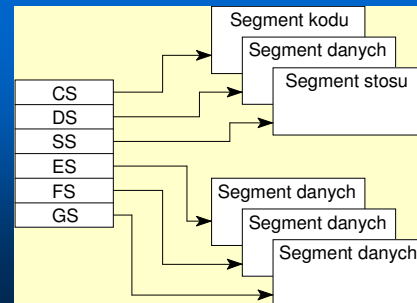 Segment kodu
Segment danych
Segment stosu
CS
DS
SS
ES
FS
GS
Segment danych
Segment danych
Segment danych